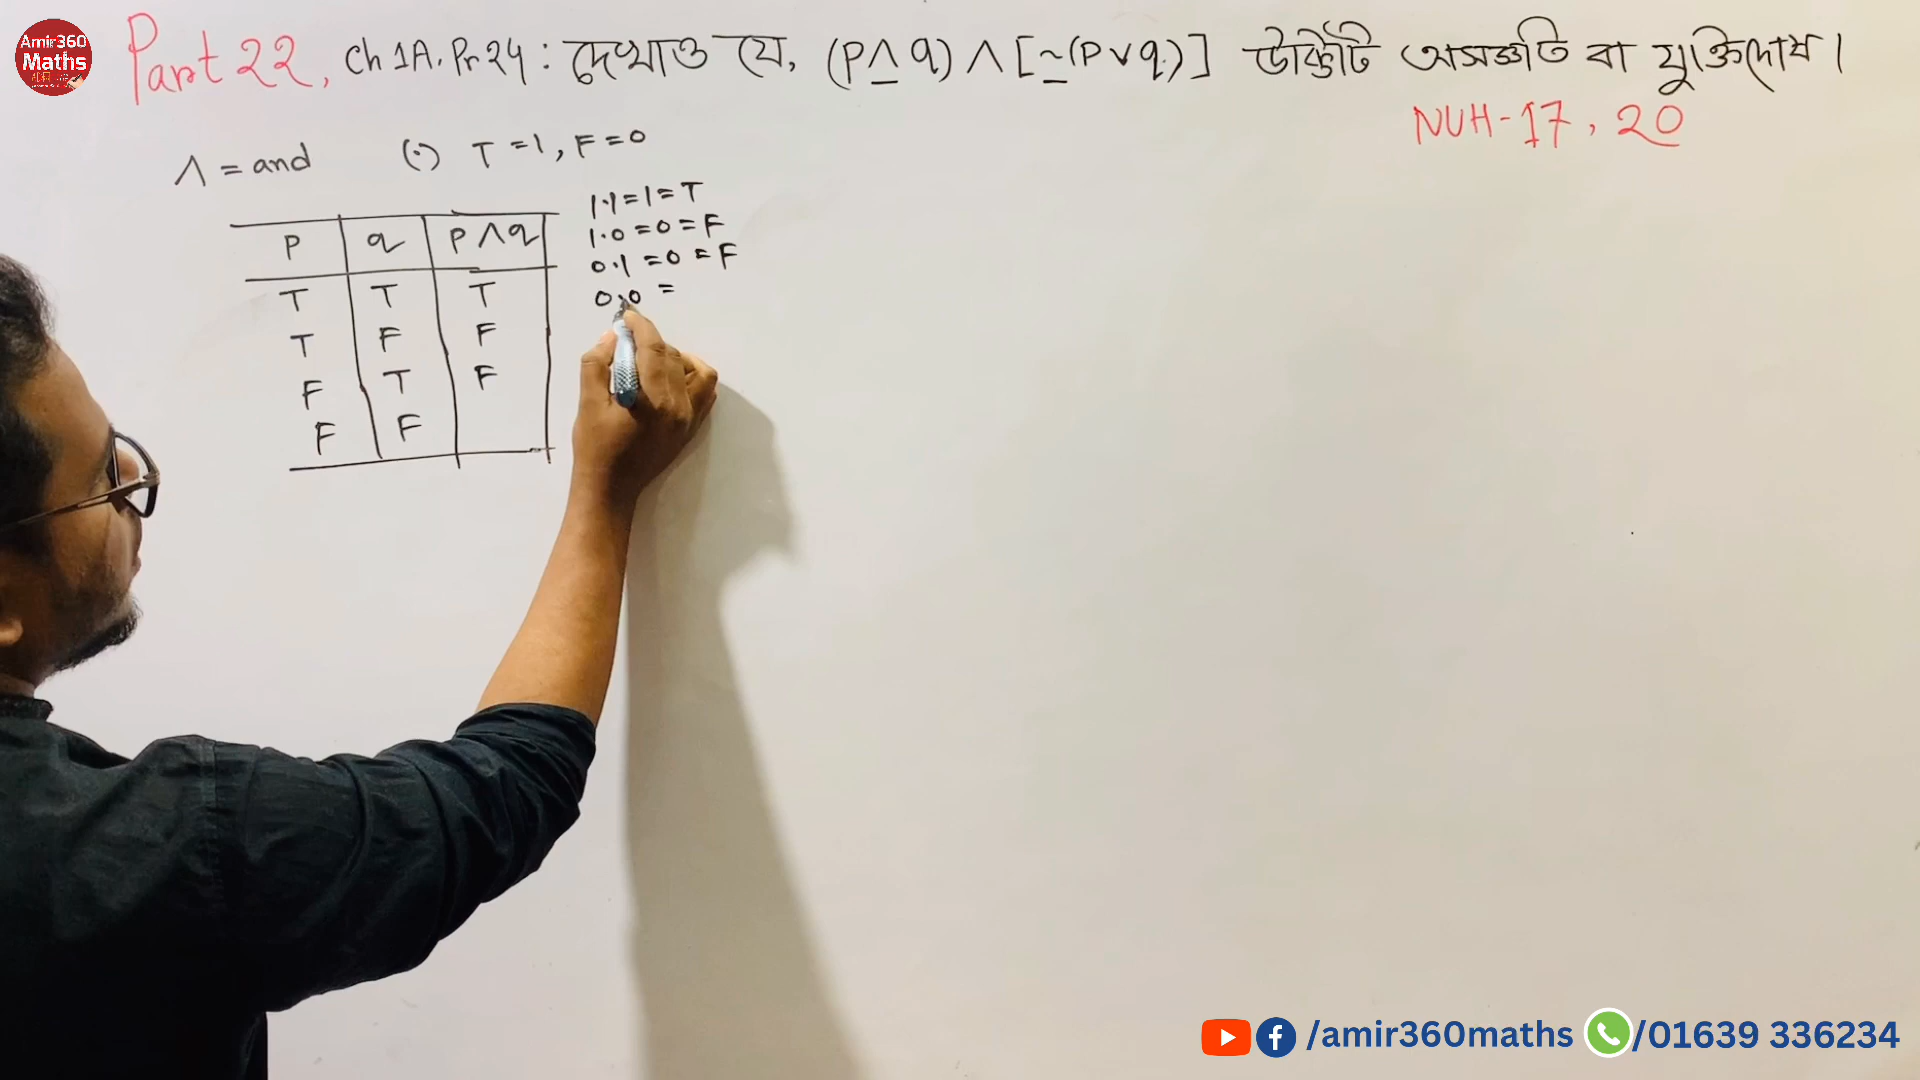 Amir360
Maths
Part 22, Ch 1A. Pr 24 : দেখাও যে, (P ∧ q) ∧ [~(P ∨ q)] উক্তিটি অসঙ্গতি বা যুক্তিদোষ।
NUH-17, 20
∧ = and (·) T = 1, F = 0
P q P ∧ q
T T T
T F F
F T F
F F
1·1 = 1 = T
1·0 = 0 = F
0·1 = 0 = F
0·0 =
/amir360maths /01639 336234